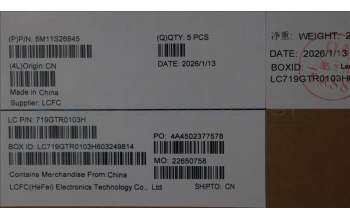 (P)P/N: 5M11S26845
(Q)QTY: 5 PCS
(4L)Origin: CN
DATE: 2026/1/13
Made in China
Supplier: LCFC
净重: WEIGHT: 2
DATE: 2026/1/13
BOXID:
LC719GTR0103H
LC P/N: 719GTR0103H
PO: 4A4502377578
BOX ID: LC719GTR0103H603249814
MO: 22650758
Contains Merchandise From: China
LCFC(HeFei) Electronics Technology Co., Ltd
SHIPTO: CN